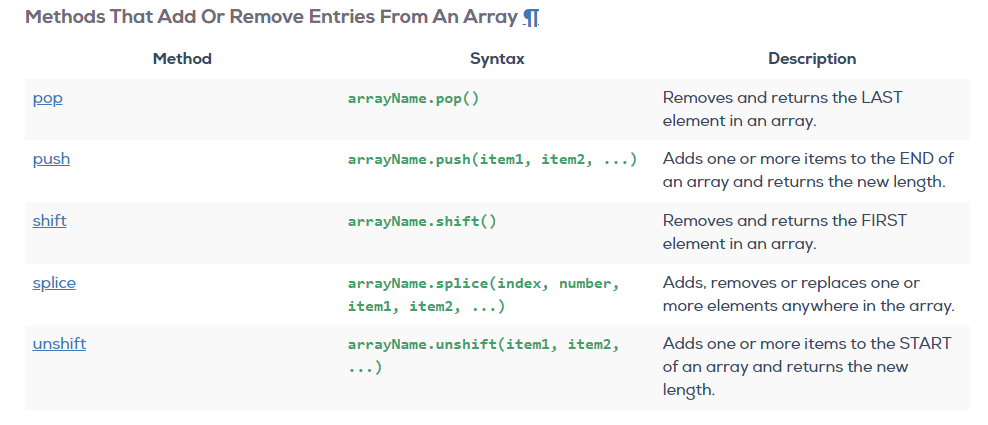 Methods That Add Or Remove Entries From An Array ¶
Method Syntax Description
pop arrayName.pop() Removes and returns the LAST
element in an array.
push arrayName.push(item1, item2, ...) Adds one or more items to the END of
an array and returns the new length.
shift arrayName.shift() Removes and returns the FIRST
element in an array.
splice arrayName.splice(index, number, Adds, removes or replaces one or
item1, item2, ...) more elements anywhere in the array.
unshift arrayName.unshift(item1, item2, Adds one or more items to the START
...) of an array and returns the new
length.